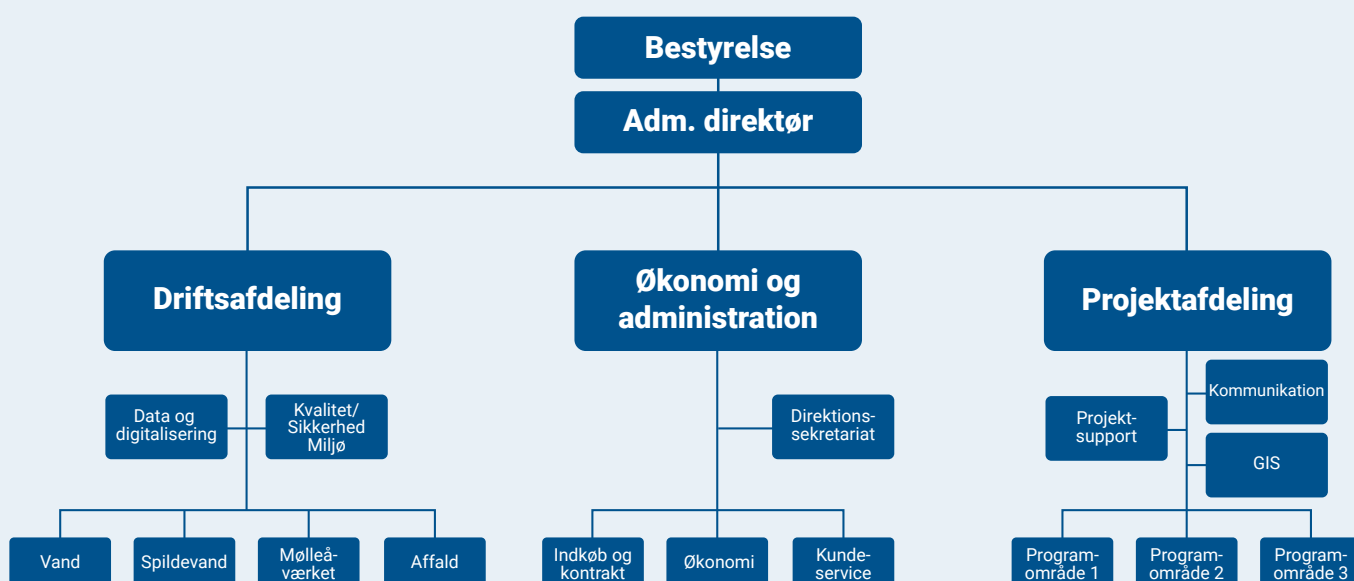 Bestyrelse
Adm. direktør
Driftsafdeling
Økonomi og
administration
Projektafdeling
Data og
digitalisering
Kvalitet/
Sikkerhed
Miljø
Direktions-
sekretariat
Projekt-
support
Kommunikation
GIS
Vand
Spildevand
Mølleå-
værket
Affald
Indkøb og
kontrakt
Økonomi
Kunde-
service
Program-
område 1
Program-
område 2
Program-
område 3